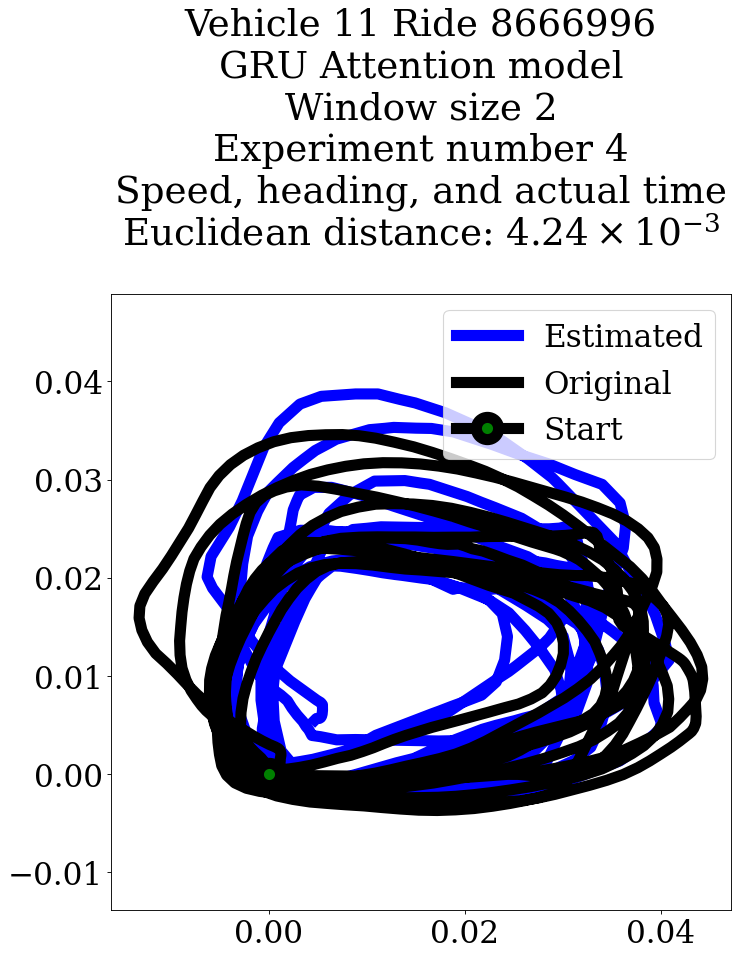 Vehicle 11 Ride 8666996
GRU Attention model
Window size 2
Experiment number 4
Speed, heading, and actual time
Euclidean distance: 4.24 × 10⁻³
Estimated
Original
Start
0.04
0.03
0.02
0.01
0.00
−0.01
0.00 0.02 0.04